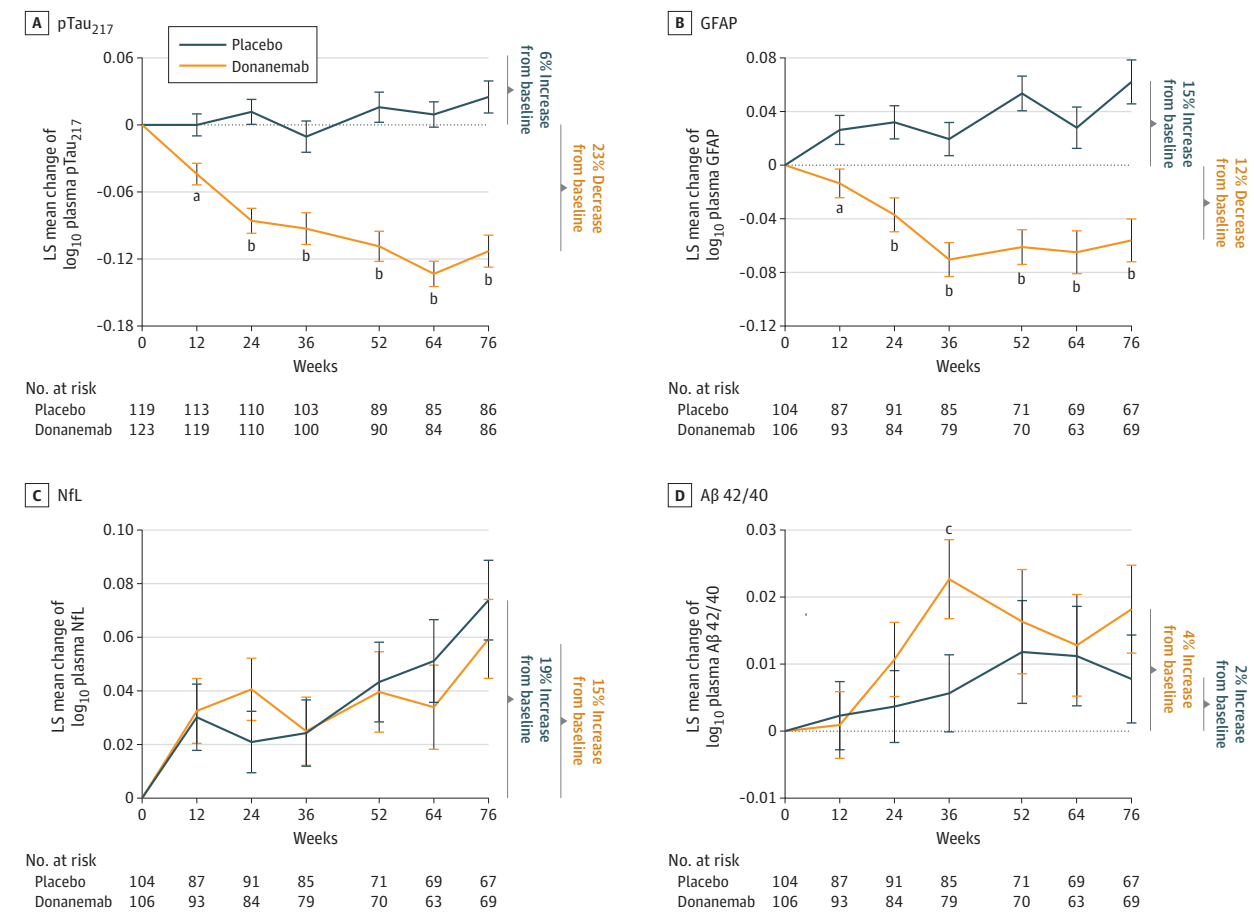 A pTau217
Placebo
Donanemab
0.06
0
-0.06
-0.12
-0.18
LS mean change of
log10 plasma pTau217
a
b
b
b
b
b
6% Increase
from baseline
23% Decrease
from baseline
0 12 24 36 52 64 76
Weeks
No. at risk
Placebo 119 113 110 103 89 85 86
Donanemab 123 119 110 100 90 84 86
B GFAP
0.08
0.04
0
-0.04
-0.08
-0.12
LS mean change of
log10 plasma GFAP
a
b
b
b
b
b
15% Increase
from baseline
12% Decrease
from baseline
0 12 24 36 52 64 76
Weeks
No. at risk
Placebo 104 87 91 85 71 69 67
Donanemab 106 93 84 79 70 63 69
C NfL
0.10
0.08
0.06
0.04
0.02
0
LS mean change of
log10 plasma NfL
19% Increase
from baseline
15% Increase
from baseline
0 12 24 36 52 64 76
Weeks
No. at risk
Placebo 104 87 91 85 71 69 67
Donanemab 106 93 84 79 70 63 69
D Aβ 42/40
0.03
0.02
0.01
0
-0.01
LS mean change of
log10 plasma Aβ 42/40
c
4% Increase
from baseline
2% Increase
from baseline
0 12 24 36 52 64 76
Weeks
No. at risk
Placebo 104 87 91 85 71 69 67
Donanemab 106 93 84 79 70 63 69